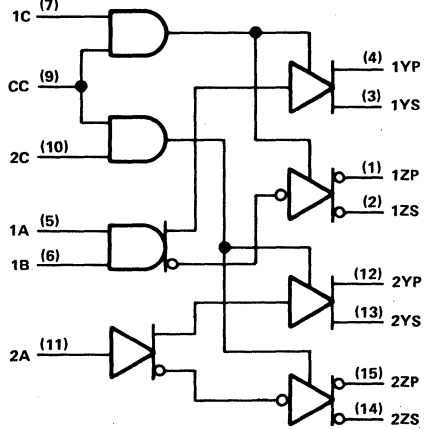 1C (7)
(4) 1YP
CC (9)
(3) 1YS
2C (10)
(1) 1ZP
(2) 1ZS
1A (5)
1B (6)
(12) 2YP
(13) 2YS
2A (11)
(15) 2ZP
(14) 2ZS